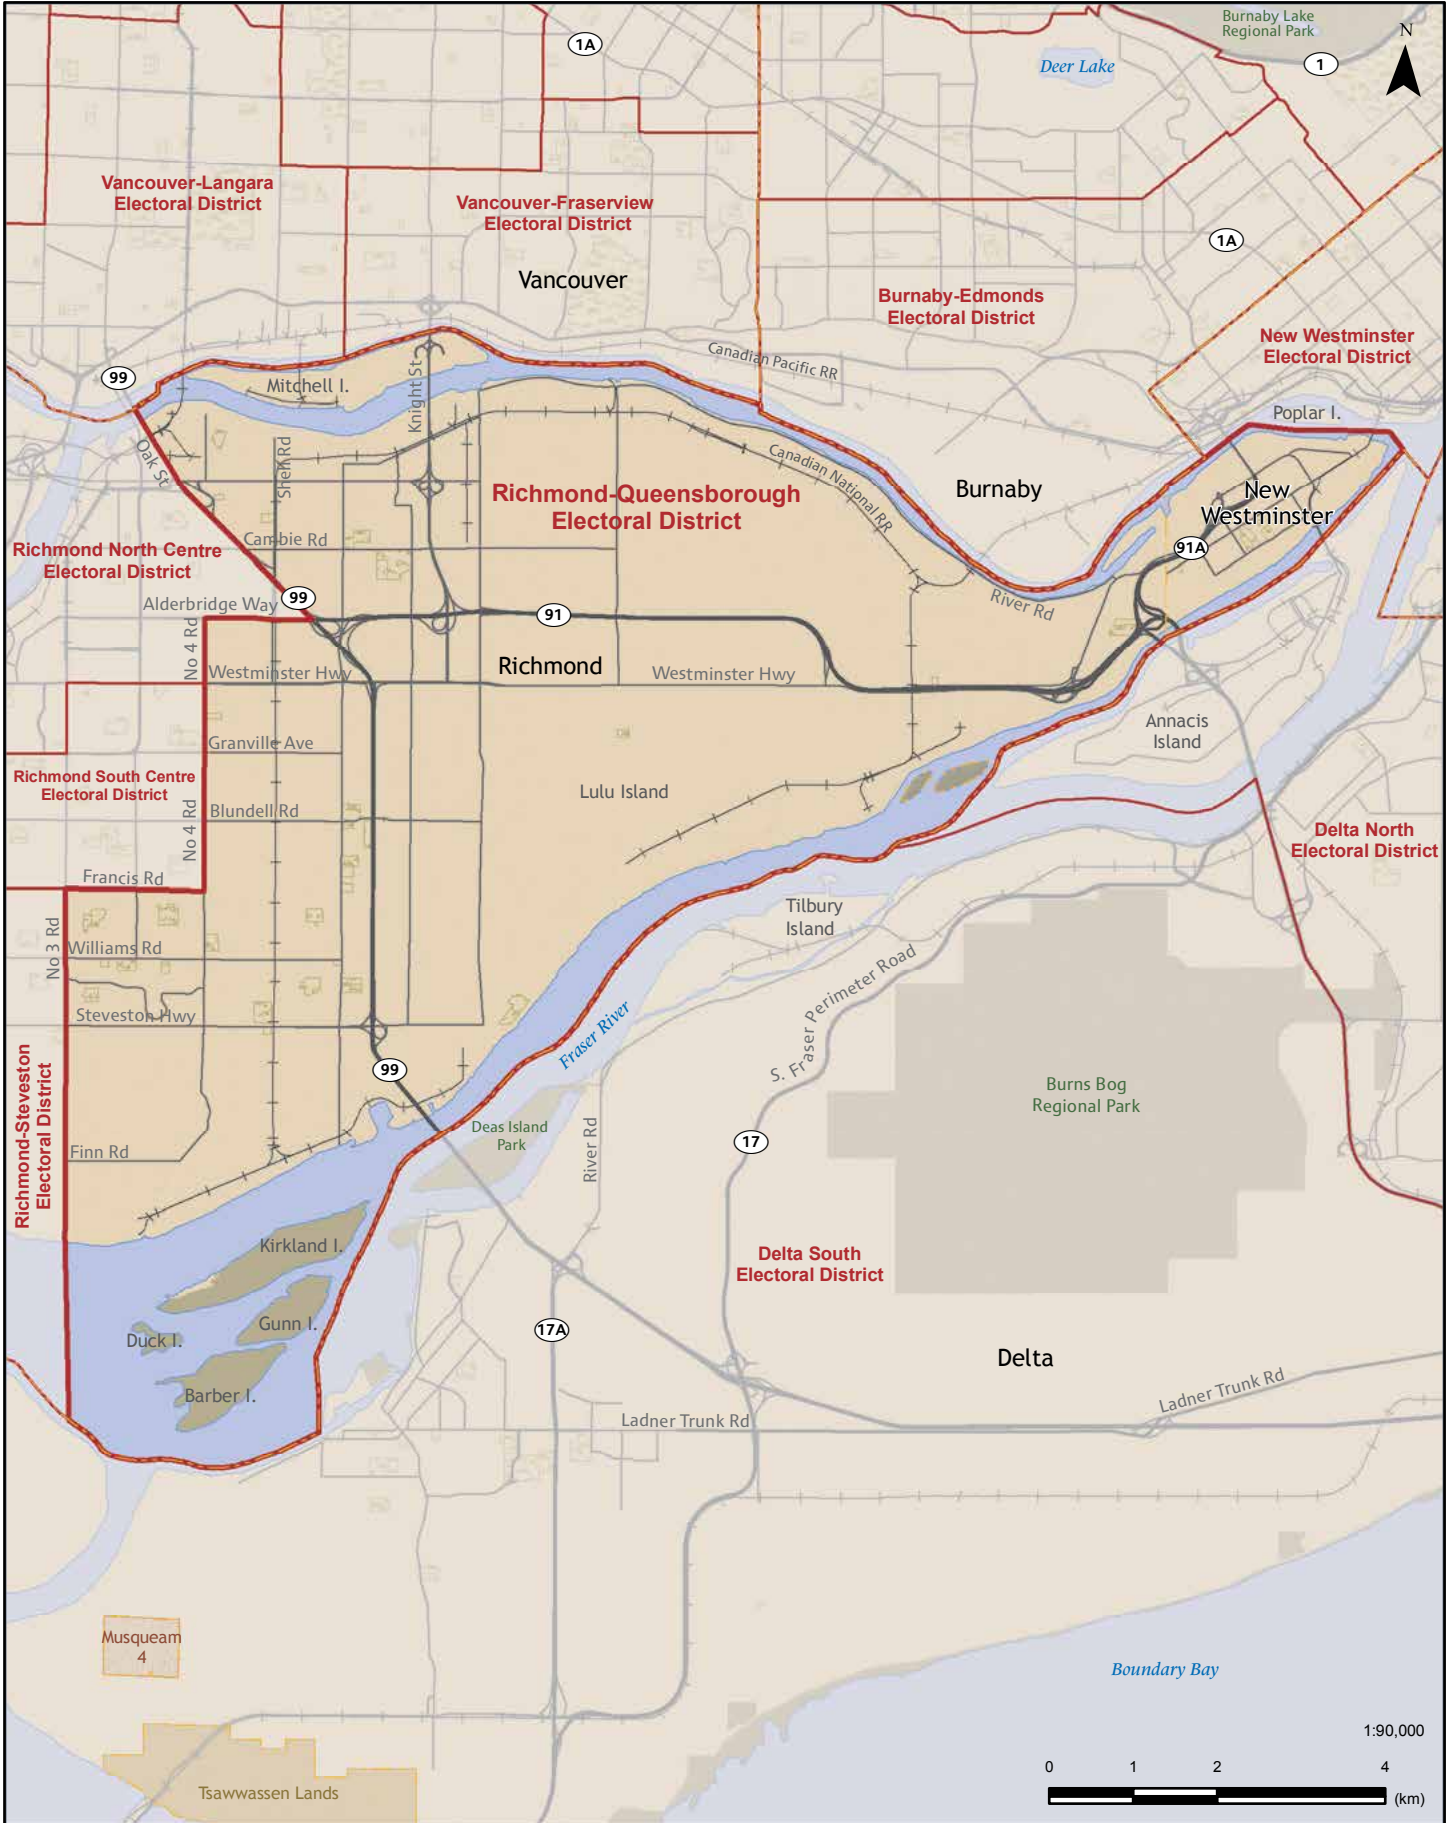 Burnaby Lake
Regional Park
N
1A
1
Deer Lake
Vancouver-Langara
Electoral District
Vancouver-Fraserview
Electoral District
1A
Vancouver
Burnaby-Edmonds
Electoral District
New Westminster
Electoral District
Canadian Pacific RR
99
Mitchell I.
Knight St
Poplar I.
Oak St
Shell Rd
Canadian National RR
Richmond-Queensborough
Electoral District
Burnaby
New
Westminster
Cambie Rd
Richmond North Centre
Electoral District
91A
99
Alderbridge Way
91
River Rd
No 4 Rd
Richmond
Westminster Hwy
Westminster Hwy
Annacis
Island
Granville Ave
Richmond South Centre
Electoral District
Lulu Island
No 4 Rd
Blundell Rd
Delta North
Electoral District
Francis Rd
Tilbury
Island
No 3 Rd
Williams Rd
S. Fraser Perimeter Road
Steveston Hwy
Fraser River
99
Richmond-Steveston
Electoral District
Burns Bog
Regional Park
Deas Island
Park
River Rd
17
Finn Rd
Kirkland I.
Delta South
Electoral District
Gunn I.
Duck I.
17A
Delta
Barber I.
Ladner Trunk Rd
Ladner Trunk Rd
Musqueam
4
Boundary Bay
1:90,000
0 1 2 4
(km)
Tsawwassen Lands